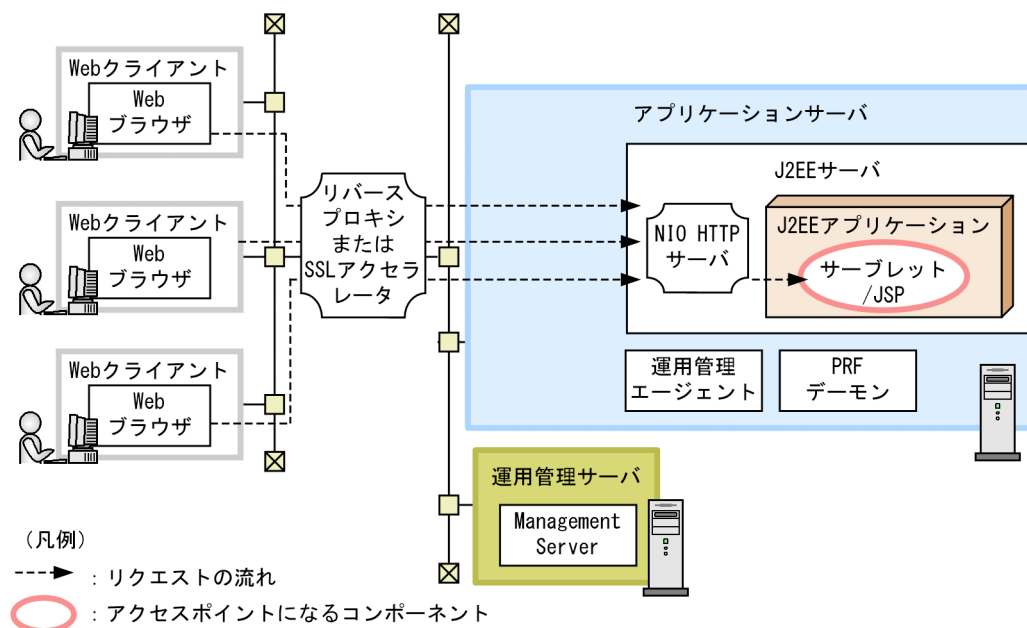 Webクライアント
Web
ブラウザ
Webクライアント
Web
ブラウザ
Webクライアント
Web
ブラウザ
リバース
プロキシ
または
SSLアクセラ
レータ
アプリケーションサーバ
J2EEサーバ
NIO HTTP
サーバ
J2EEアプリケーション
サーブレット
/JSP
運用管理
エージェント
PRF
デーモン
運用管理サーバ
Management
Server
（凡例）
：リクエストの流れ
：アクセスポイントになるコンポーネント